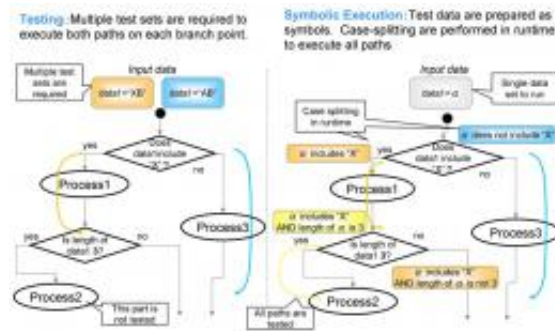 Testing: Multiple test sets are required to
execute both paths on each branch point.
Multiple test
sets are
required
Input data
data1='XB'
data1='AB'
Does
data1 include
'X'?
yes
no
Process1
Process3
Is length of
data1 3?
yes
no
Process2
This part
is not tested
Symbolic Execution: Test data are prepared as
symbols. Case-splitting are performed in runtime
to execute all paths
Input data
data1=α
Single data
set to run
Case splitting
in runtime
α does not include "X"
α includes "X"
yes
Does
data1 include
'X'?
no
Process1
Process3
α includes "X"
AND length of α is 3
yes
Is length of
data1 3?
no
α includes "X"
AND length of α is not 3
Process2
All paths are
tested